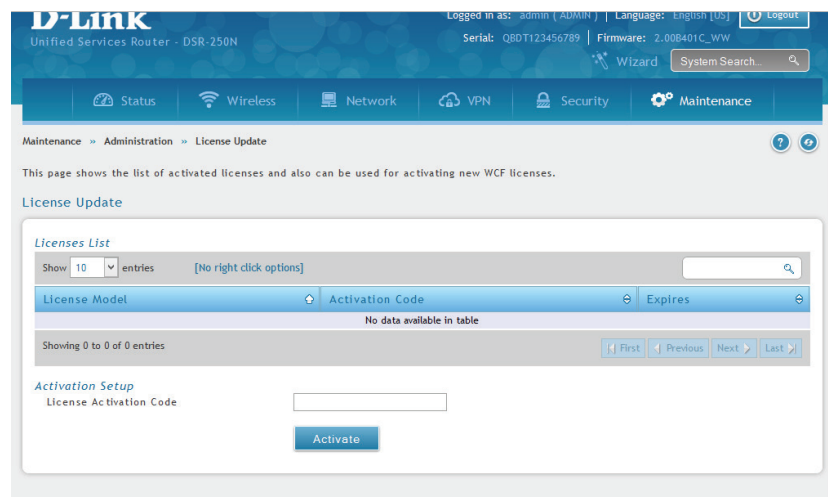 D-Link
Logged in as: admin ( ADMIN ) | Language: English [US] Logout
Unified Services Router - DSR-250N
Serial: QBDT123456789 | Firmware: 2.00B401C_WW
Wizard System Search...
Status Wireless Network VPN Security Maintenance
Maintenance » Administration » License Update
?
This page shows the list of activated licenses and also can be used for activating new WCF licenses.
License Update
Licenses List
Show 10 entries [No right click options]
License Model Activation Code Expires
No data available in table
Showing 0 to 0 of 0 entries First Previous Next Last
Activation Setup
License Activation Code
Activate